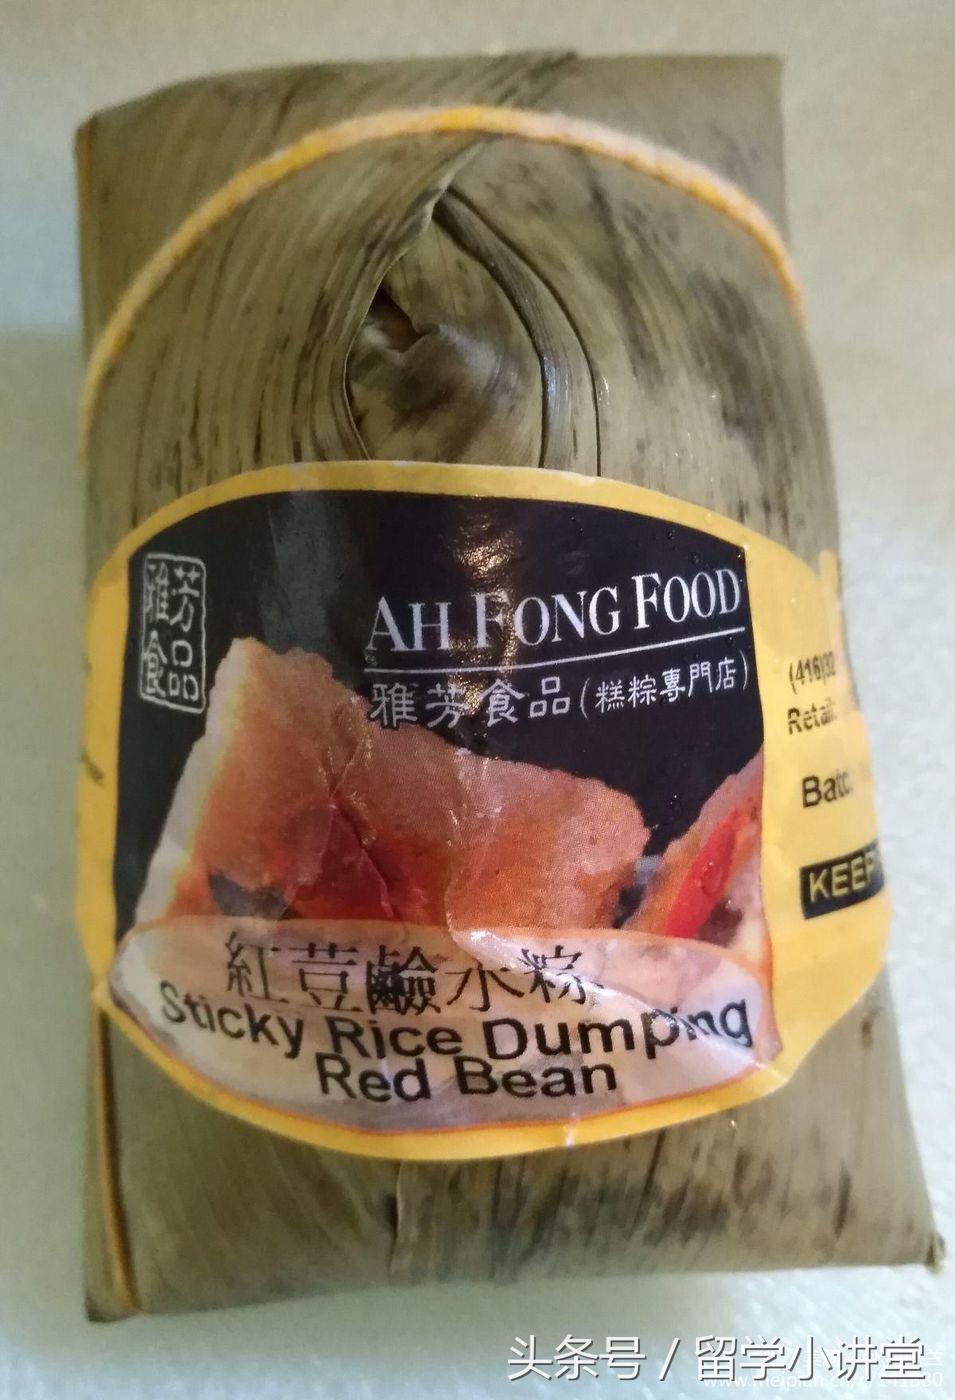 雅芳
食品
AH FONG FOOD
雅芳食品(糕粽專門店)
(416)32
Retail:
Batc
KEEP
紅荳鹼水粽
Sticky Rice Dumping
Red Bean
头条号 / 留学小讲堂